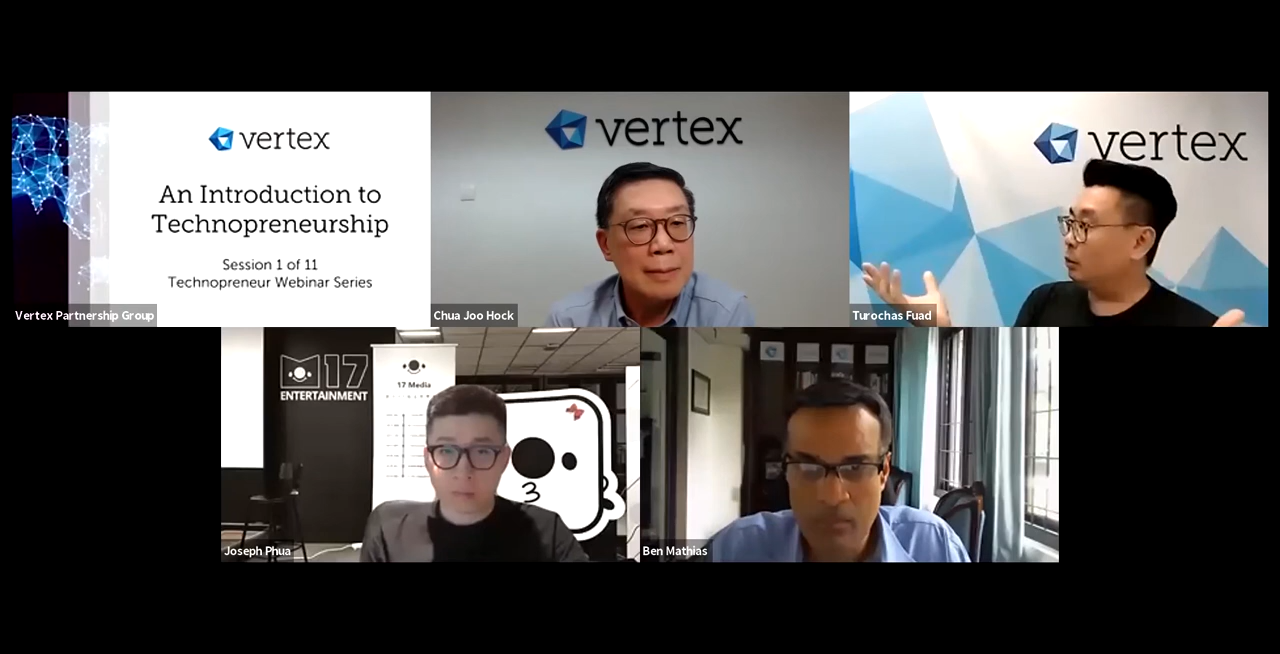 vertex
An Introduction to
Technopreneurship
Session 1 of 11
Technopreneur Webinar Series
Vertex Partnership Group
vertex
Chua Joo Hock
vertex
Turochas Fuad
17
ENTERTAINMENT
17 Media
Joseph Phua
Ben Mathias